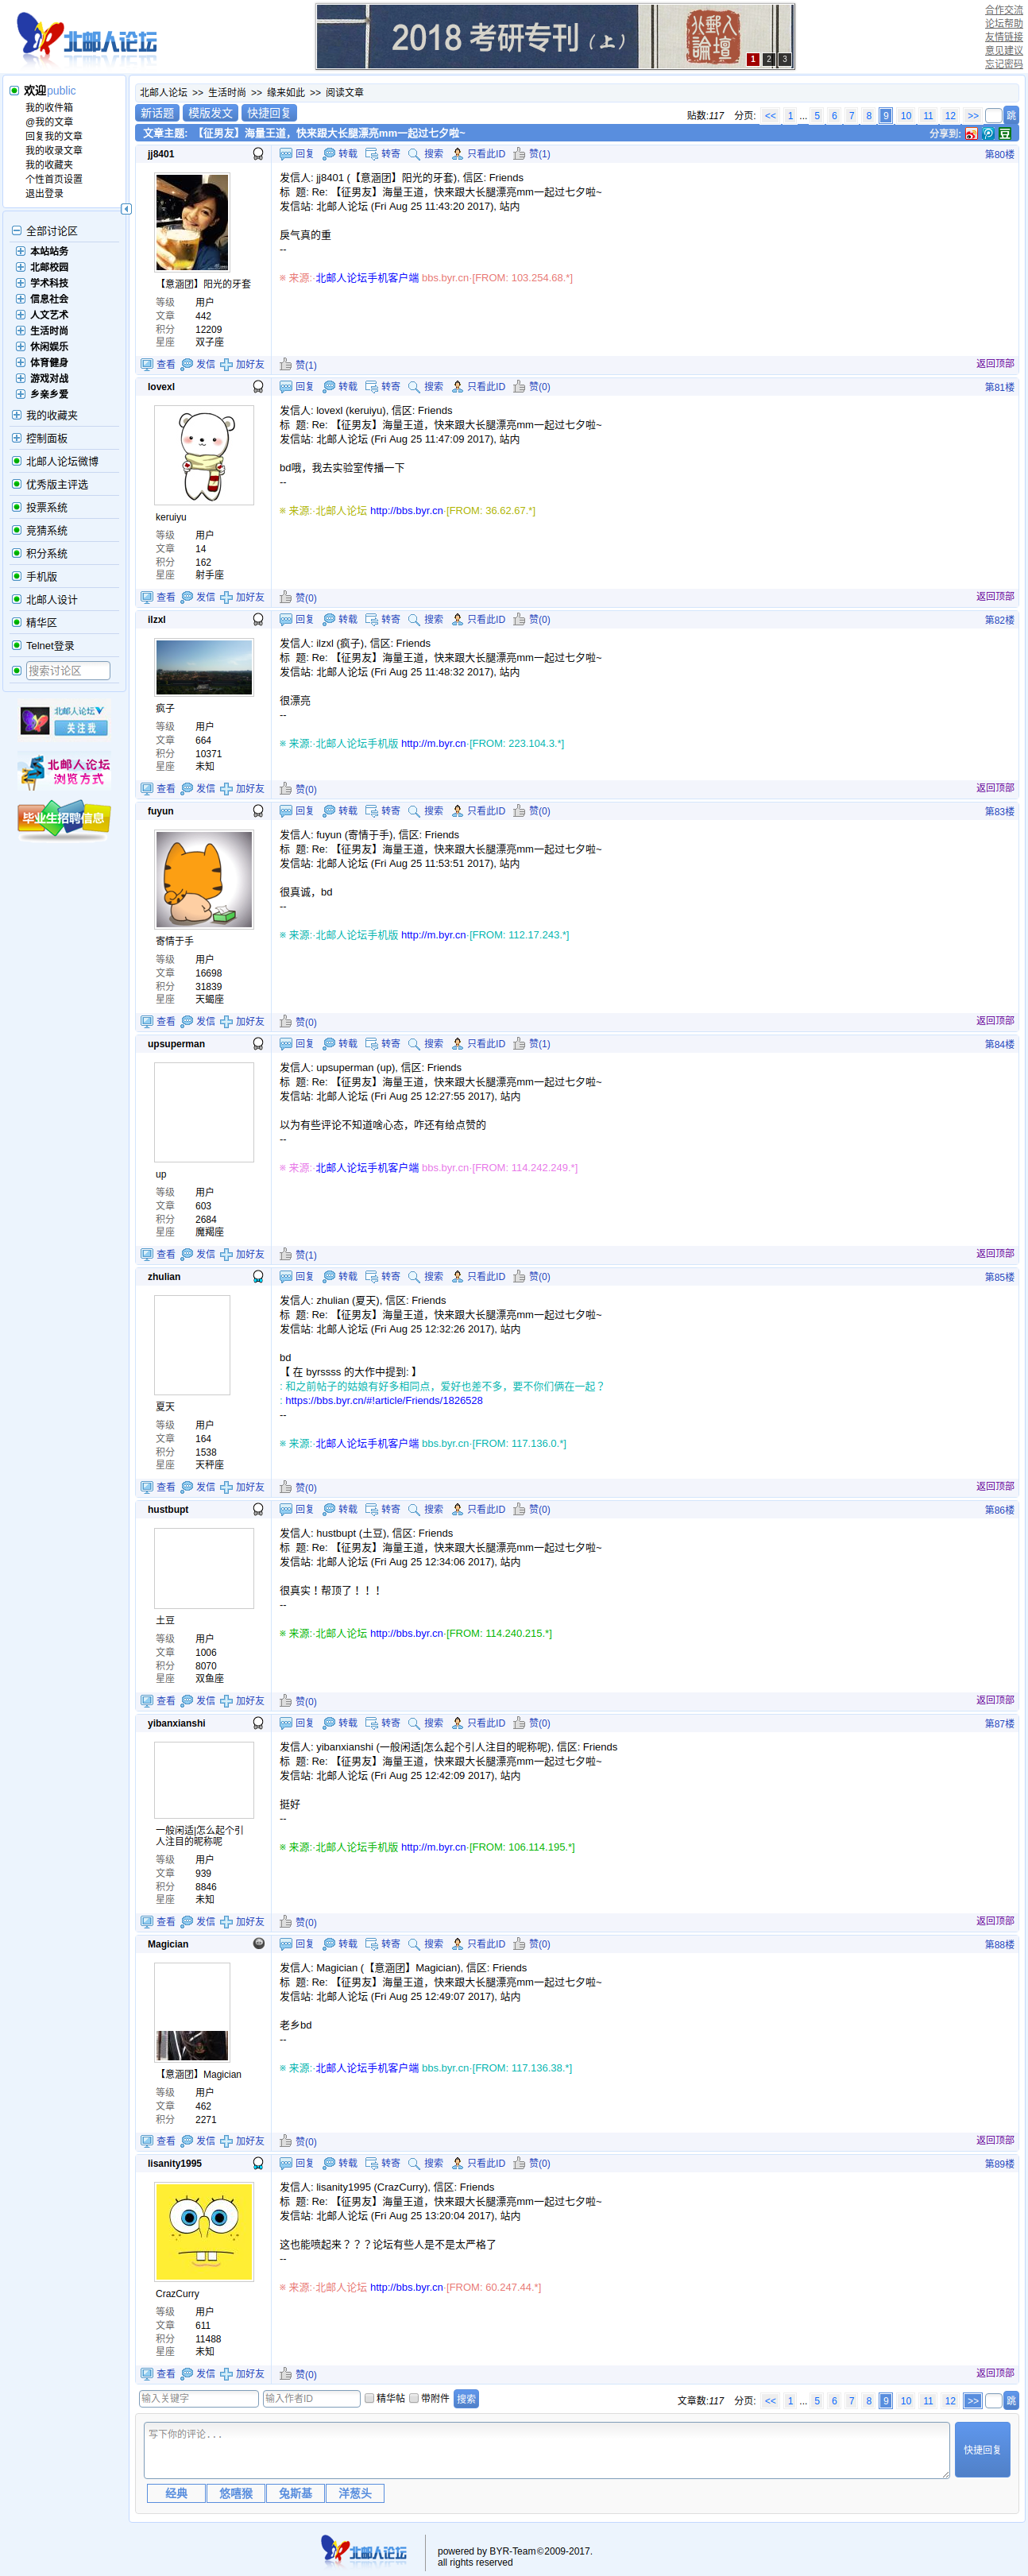 北邮人论坛
2018 考研专刊 (上)
北邮人論壇
1 2 3
合作交流
论坛帮助
友情链接
意见建议
忘记密码
欢迎public
我的收件箱
@我的文章
回复我的文章
我的收录文章
我的收藏夹
个性首页设置
退出登录
全部讨论区
本站站务
北邮校园
学术科技
信息社会
人文艺术
生活时尚
休闲娱乐
体育健身
游戏对战
乡亲乡爱
我的收藏夹
控制面板
北邮人论坛微博
优秀版主评选
投票系统
竞猜系统
积分系统
手机版
北邮人设计
精华区
Telnet登录
搜索讨论区
北邮人论坛
关注我
北邮人论坛
浏览方式
毕业生招聘信息
北邮人论坛 >> 生活时尚 >> 缘来如此 >> 阅读文章
新话题 模版发文 快捷回复
贴数:117 分页: << 1 ... 5 6 7 8 9 10 11 12 >> 跳
文章主题: 【征男友】海量王道，快来跟大长腿漂亮mm一起过七夕啦~
分享到:
jj8401
回复 转载 转寄 搜索 只看此ID 赞(1)
第80楼
【意涵团】阳光的牙套
等级 用户
文章 442
积分 12209
星座 双子座
发信人: jj8401 (【意涵团】阳光的牙套), 信区: Friends
标 题: Re: 【征男友】海量王道，快来跟大长腿漂亮mm一起过七夕啦~
发信站: 北邮人论坛 (Fri Aug 25 11:43:20 2017), 站内
戾气真的重
--
※ 来源:·北邮人论坛手机客户端 bbs.byr.cn·[FROM: 103.254.68.*]
查看 发信 加好友 赞(1) 返回顶部
lovexl
回复 转载 转寄 搜索 只看此ID 赞(0)
第81楼
keruiyu
等级 用户
文章 14
积分 162
星座 射手座
发信人: lovexl (keruiyu), 信区: Friends
标 题: Re: 【征男友】海量王道，快来跟大长腿漂亮mm一起过七夕啦~
发信站: 北邮人论坛 (Fri Aug 25 11:47:09 2017), 站内
bd哦，我去实验室传播一下
--
※ 来源:·北邮人论坛 http://bbs.byr.cn·[FROM: 36.62.67.*]
查看 发信 加好友 赞(0) 返回顶部
ilzxl
回复 转载 转寄 搜索 只看此ID 赞(0)
第82楼
疯子
等级 用户
文章 664
积分 10371
星座 未知
发信人: ilzxl (疯子), 信区: Friends
标 题: Re: 【征男友】海量王道，快来跟大长腿漂亮mm一起过七夕啦~
发信站: 北邮人论坛 (Fri Aug 25 11:48:32 2017), 站内
很漂亮
--
※ 来源:·北邮人论坛手机版 http://m.byr.cn·[FROM: 223.104.3.*]
查看 发信 加好友 赞(0) 返回顶部
fuyun
回复 转载 转寄 搜索 只看此ID 赞(0)
第83楼
寄情于手
等级 用户
文章 16698
积分 31839
星座 天蝎座
发信人: fuyun (寄情于手), 信区: Friends
标 题: Re: 【征男友】海量王道，快来跟大长腿漂亮mm一起过七夕啦~
发信站: 北邮人论坛 (Fri Aug 25 11:53:51 2017), 站内
很真诚，bd
--
※ 来源:·北邮人论坛手机版 http://m.byr.cn·[FROM: 112.17.243.*]
查看 发信 加好友 赞(0) 返回顶部
upsuperman
回复 转载 转寄 搜索 只看此ID 赞(1)
第84楼
up
等级 用户
文章 603
积分 2684
星座 魔羯座
发信人: upsuperman (up), 信区: Friends
标 题: Re: 【征男友】海量王道，快来跟大长腿漂亮mm一起过七夕啦~
发信站: 北邮人论坛 (Fri Aug 25 12:27:55 2017), 站内
以为有些评论不知道啥心态，咋还有给点赞的
--
※ 来源:·北邮人论坛手机客户端 bbs.byr.cn·[FROM: 114.242.249.*]
查看 发信 加好友 赞(1) 返回顶部
zhulian
回复 转载 转寄 搜索 只看此ID 赞(0)
第85楼
夏天
等级 用户
文章 164
积分 1538
星座 天秤座
发信人: zhulian (夏天), 信区: Friends
标 题: Re: 【征男友】海量王道，快来跟大长腿漂亮mm一起过七夕啦~
发信站: 北邮人论坛 (Fri Aug 25 12:32:26 2017), 站内
bd
【 在 byrssss 的大作中提到: 】
: 和之前帖子的姑娘有好多相同点，爱好也差不多，要不你们俩在一起？
: https://bbs.byr.cn/#!article/Friends/1826528
--
※ 来源:·北邮人论坛手机客户端 bbs.byr.cn·[FROM: 117.136.0.*]
查看 发信 加好友 赞(0) 返回顶部
hustbupt
回复 转载 转寄 搜索 只看此ID 赞(0)
第86楼
土豆
等级 用户
文章 1006
积分 8070
星座 双鱼座
发信人: hustbupt (土豆), 信区: Friends
标 题: Re: 【征男友】海量王道，快来跟大长腿漂亮mm一起过七夕啦~
发信站: 北邮人论坛 (Fri Aug 25 12:34:06 2017), 站内
很真实！帮顶了！！！
--
※ 来源:·北邮人论坛 http://bbs.byr.cn·[FROM: 114.240.215.*]
查看 发信 加好友 赞(0) 返回顶部
yibanxianshi
回复 转载 转寄 搜索 只看此ID 赞(0)
第87楼
一般闲适|怎么起个引
人注目的昵称呢
等级 用户
文章 939
积分 8846
星座 未知
发信人: yibanxianshi (一般闲适|怎么起个引人注目的昵称呢), 信区: Friends
标 题: Re: 【征男友】海量王道，快来跟大长腿漂亮mm一起过七夕啦~
发信站: 北邮人论坛 (Fri Aug 25 12:42:09 2017), 站内
挺好
--
※ 来源:·北邮人论坛手机版 http://m.byr.cn·[FROM: 106.114.195.*]
查看 发信 加好友 赞(0) 返回顶部
Magician
回复 转载 转寄 搜索 只看此ID 赞(0)
第88楼
【意涵团】Magician
等级 用户
文章 462
积分 2271
发信人: Magician (【意涵团】Magician), 信区: Friends
标 题: Re: 【征男友】海量王道，快来跟大长腿漂亮mm一起过七夕啦~
发信站: 北邮人论坛 (Fri Aug 25 12:49:07 2017), 站内
老乡bd
--
※ 来源:·北邮人论坛手机客户端 bbs.byr.cn·[FROM: 117.136.38.*]
查看 发信 加好友 赞(0) 返回顶部
lisanity1995
回复 转载 转寄 搜索 只看此ID 赞(0)
第89楼
CrazCurry
等级 用户
文章 611
积分 11488
星座 未知
发信人: lisanity1995 (CrazCurry), 信区: Friends
标 题: Re: 【征男友】海量王道，快来跟大长腿漂亮mm一起过七夕啦~
发信站: 北邮人论坛 (Fri Aug 25 13:20:04 2017), 站内
这也能喷起来？？？论坛有些人是不是太严格了
--
※ 来源:·北邮人论坛 http://bbs.byr.cn·[FROM: 60.247.44.*]
查看 发信 加好友 赞(0) 返回顶部
输入关键字 输入作者ID 精华帖 带附件 搜索
文章数:117 分页: << 1 ... 5 6 7 8 9 10 11 12 >> 跳
写下你的评论...
快捷回复
经典 悠嘻猴 兔斯基 洋葱头
北邮人论坛
powered by BYR-Team©2009-2017.
all rights reserved